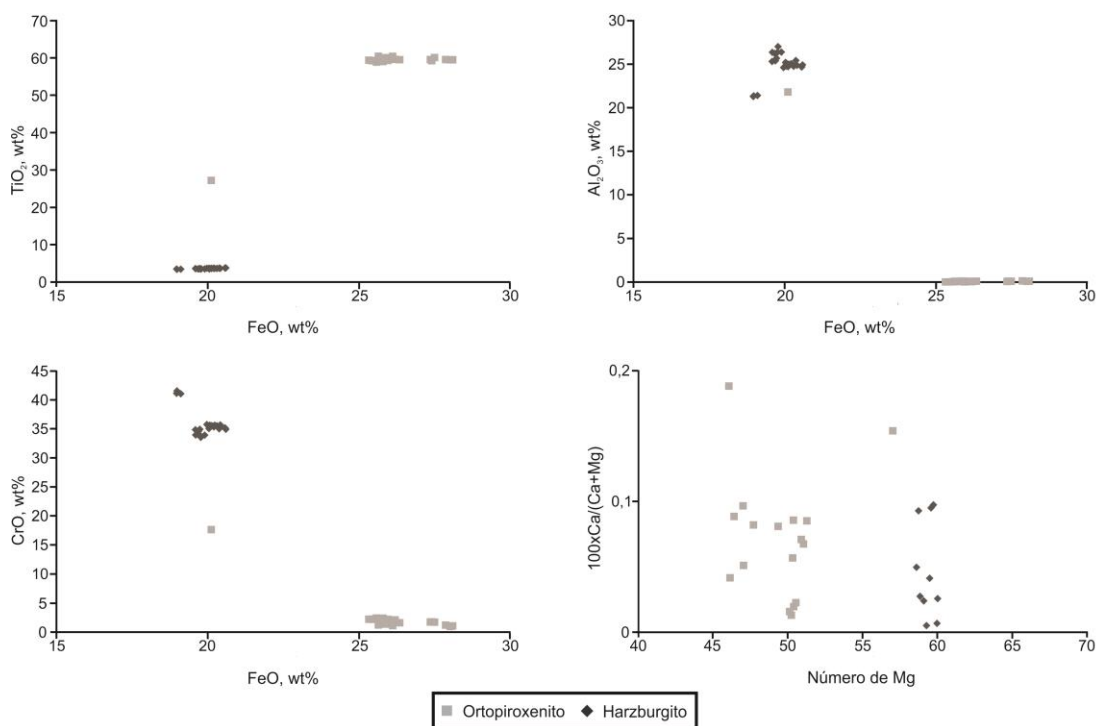 70
60
50
40
30
20
10
0
TiO₂, wt%
15 20 25 30
FeO, wt%
30
25
20
15
10
5
0
Al₂O₃, wt%
15 20 25 30
FeO, wt%
45
40
35
30
25
20
15
10
5
0
CrO, wt%
15 20 25 30
FeO, wt%
0,2
0,1
0
100xCa/(Ca+Mg)
40 45 50 55 60 65 70
Número de Mg
Ortopiroxenito Harzburgito